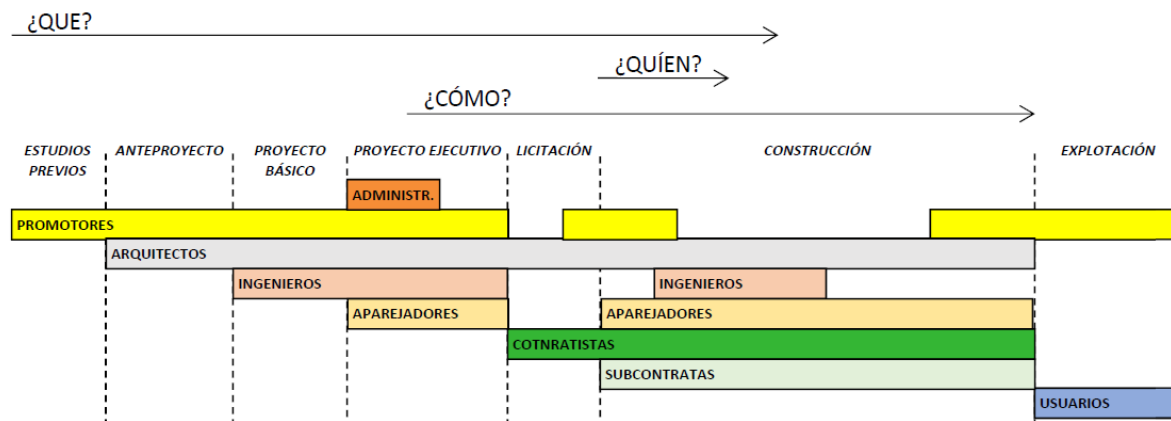 ¿QUE?
¿QUÍEN?
¿CÓMO?
ESTUDIOS PREVIOS
ANTEPROYECTO
PROYECTO BÁSICO
PROYECTO EJECUTIVO
LICITACIÓN
CONSTRUCCIÓN
EXPLOTACIÓN
ADMINISTR.
PROMOTORES
ARQUITECTOS
INGENIEROS
INGENIEROS
APAREJADORES
APAREJADORES
COTNRATISTAS
SUBCONTRATAS
USUARIOS